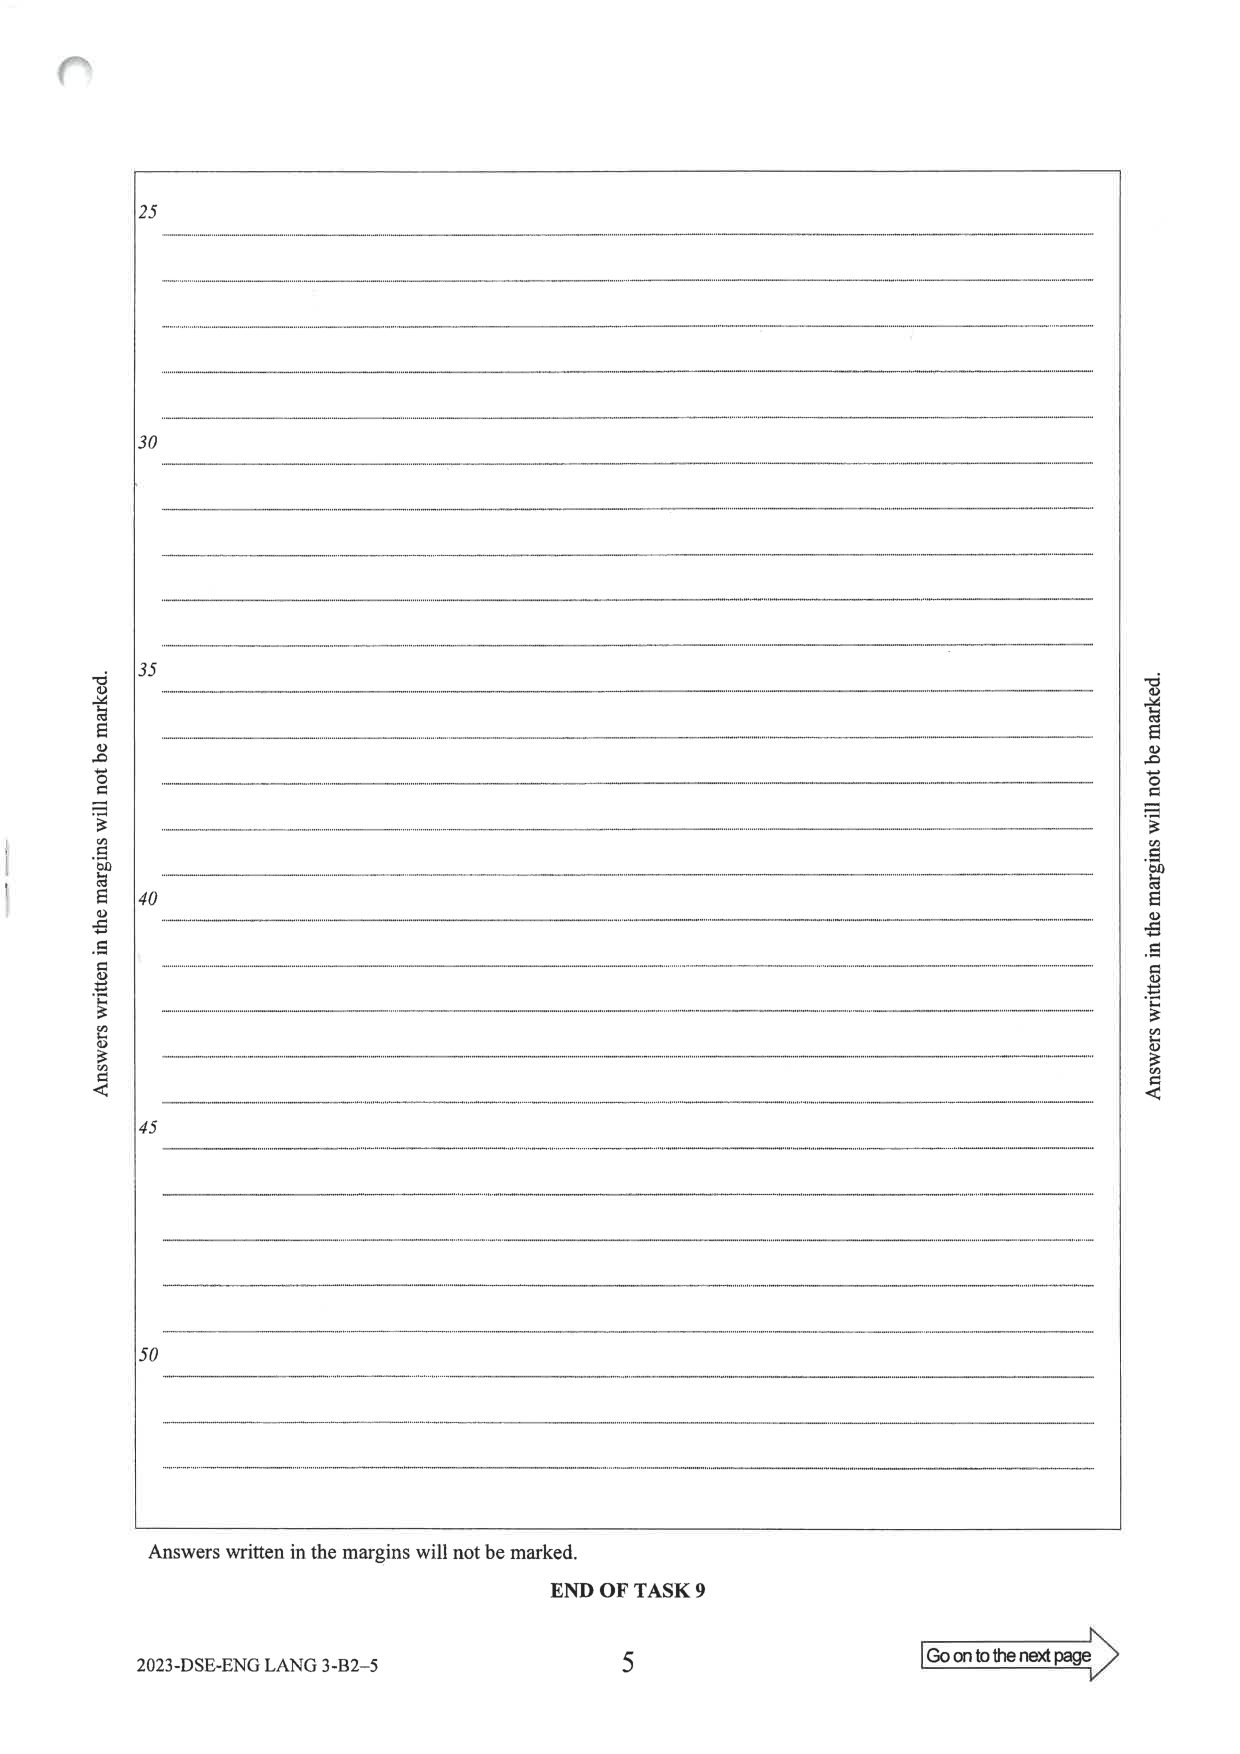 25
30
35
40
45
50
Answers written in the margins will not be marked.
Answers written in the margins will not be marked.
Answers written in the margins will not be marked.
END OF TASK 9
2023-DSE-ENG LANG 3-B2–5
5
Go on to the next page